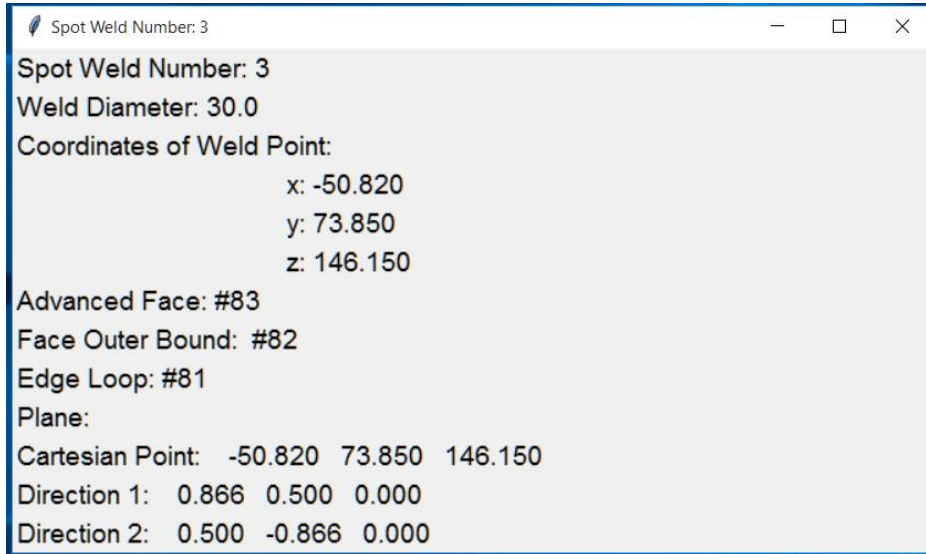 Spot Weld Number: 3
Spot Weld Number: 3
Weld Diameter: 30.0
Coordinates of Weld Point:
x: -50.820
y: 73.850
z: 146.150
Advanced Face: #83
Face Outer Bound:  #82
Edge Loop: #81
Plane:
Cartesian Point:   -50.820   73.850   146.150
Direction 1:   0.866   0.500   0.000
Direction 2:   0.500   -0.866   0.000